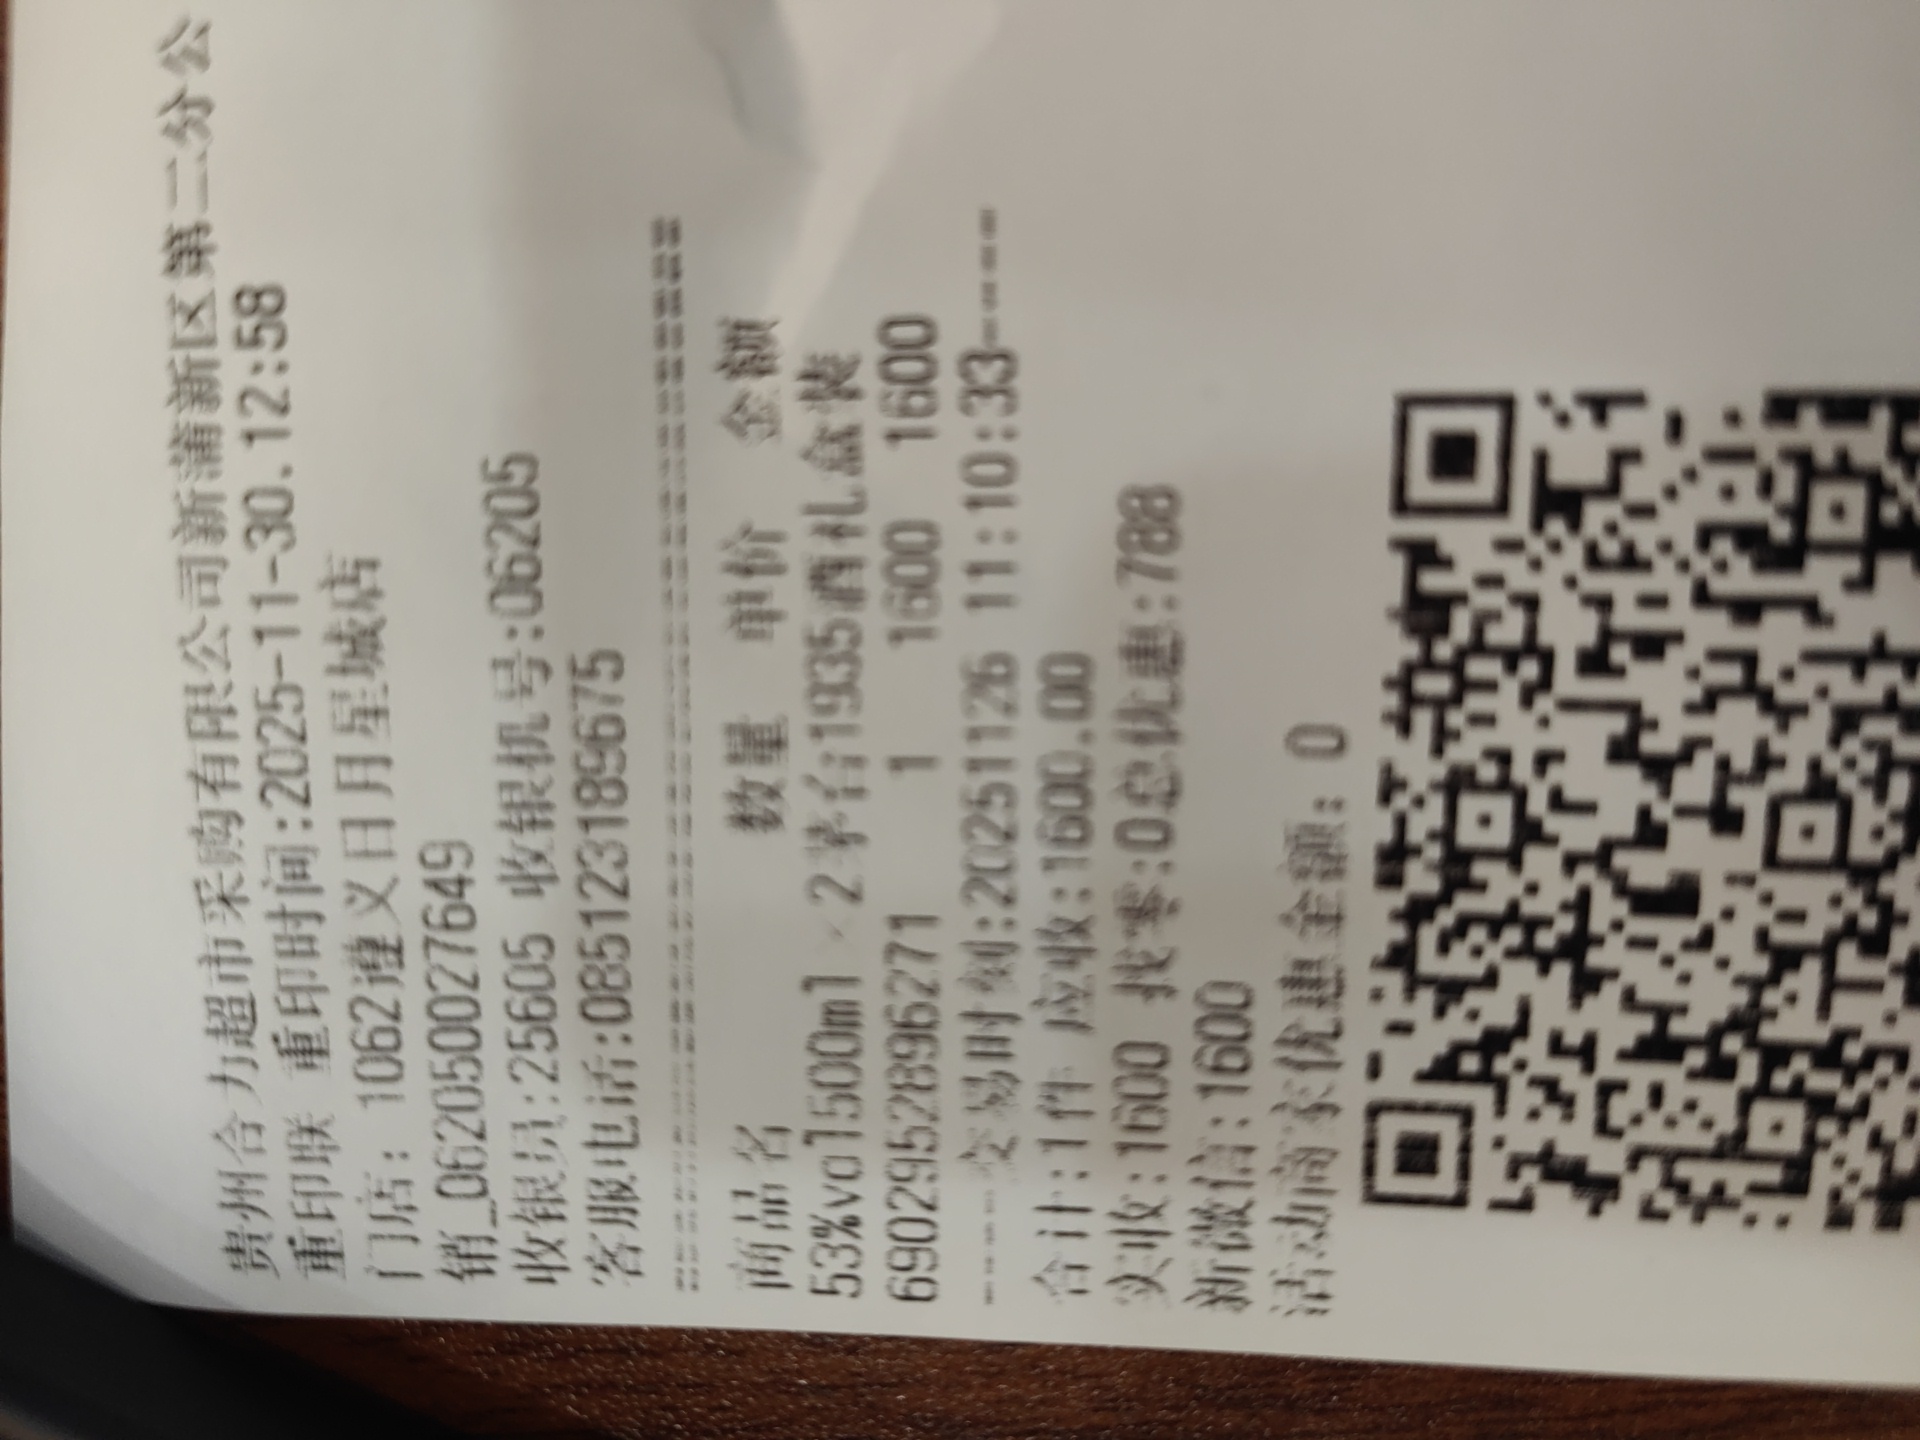 贵州合力超市采购有限公司新蒲新区第二分公
重印联 重印时间:2025-11-30.12:58
门店: 1062遵义日月星城店
销_0620500027649
收银员:25605 收银机号:06205
客服电话:085123189675
商品名 数量 单价 金额
53%vol500ml×2茅台1935酒礼盒装
6902952896271 1 1600 1600
----交易时刻:20251126 11:10:33----
合计:1件 应收:1600.00
实收:1600 找零:0总优惠:788
新微信:1600
活动商家优惠金额: 0